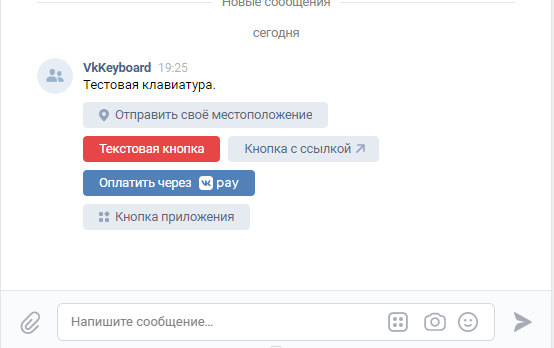 Новые сообщения
сегодня
VkKeyboard 19:25
Тестовая клавиатура.
Отправить своё местоположение
Текстовая кнопка Кнопка с ссылкой
Оплатить через pay
Кнопка приложения
Напишите сообщение...